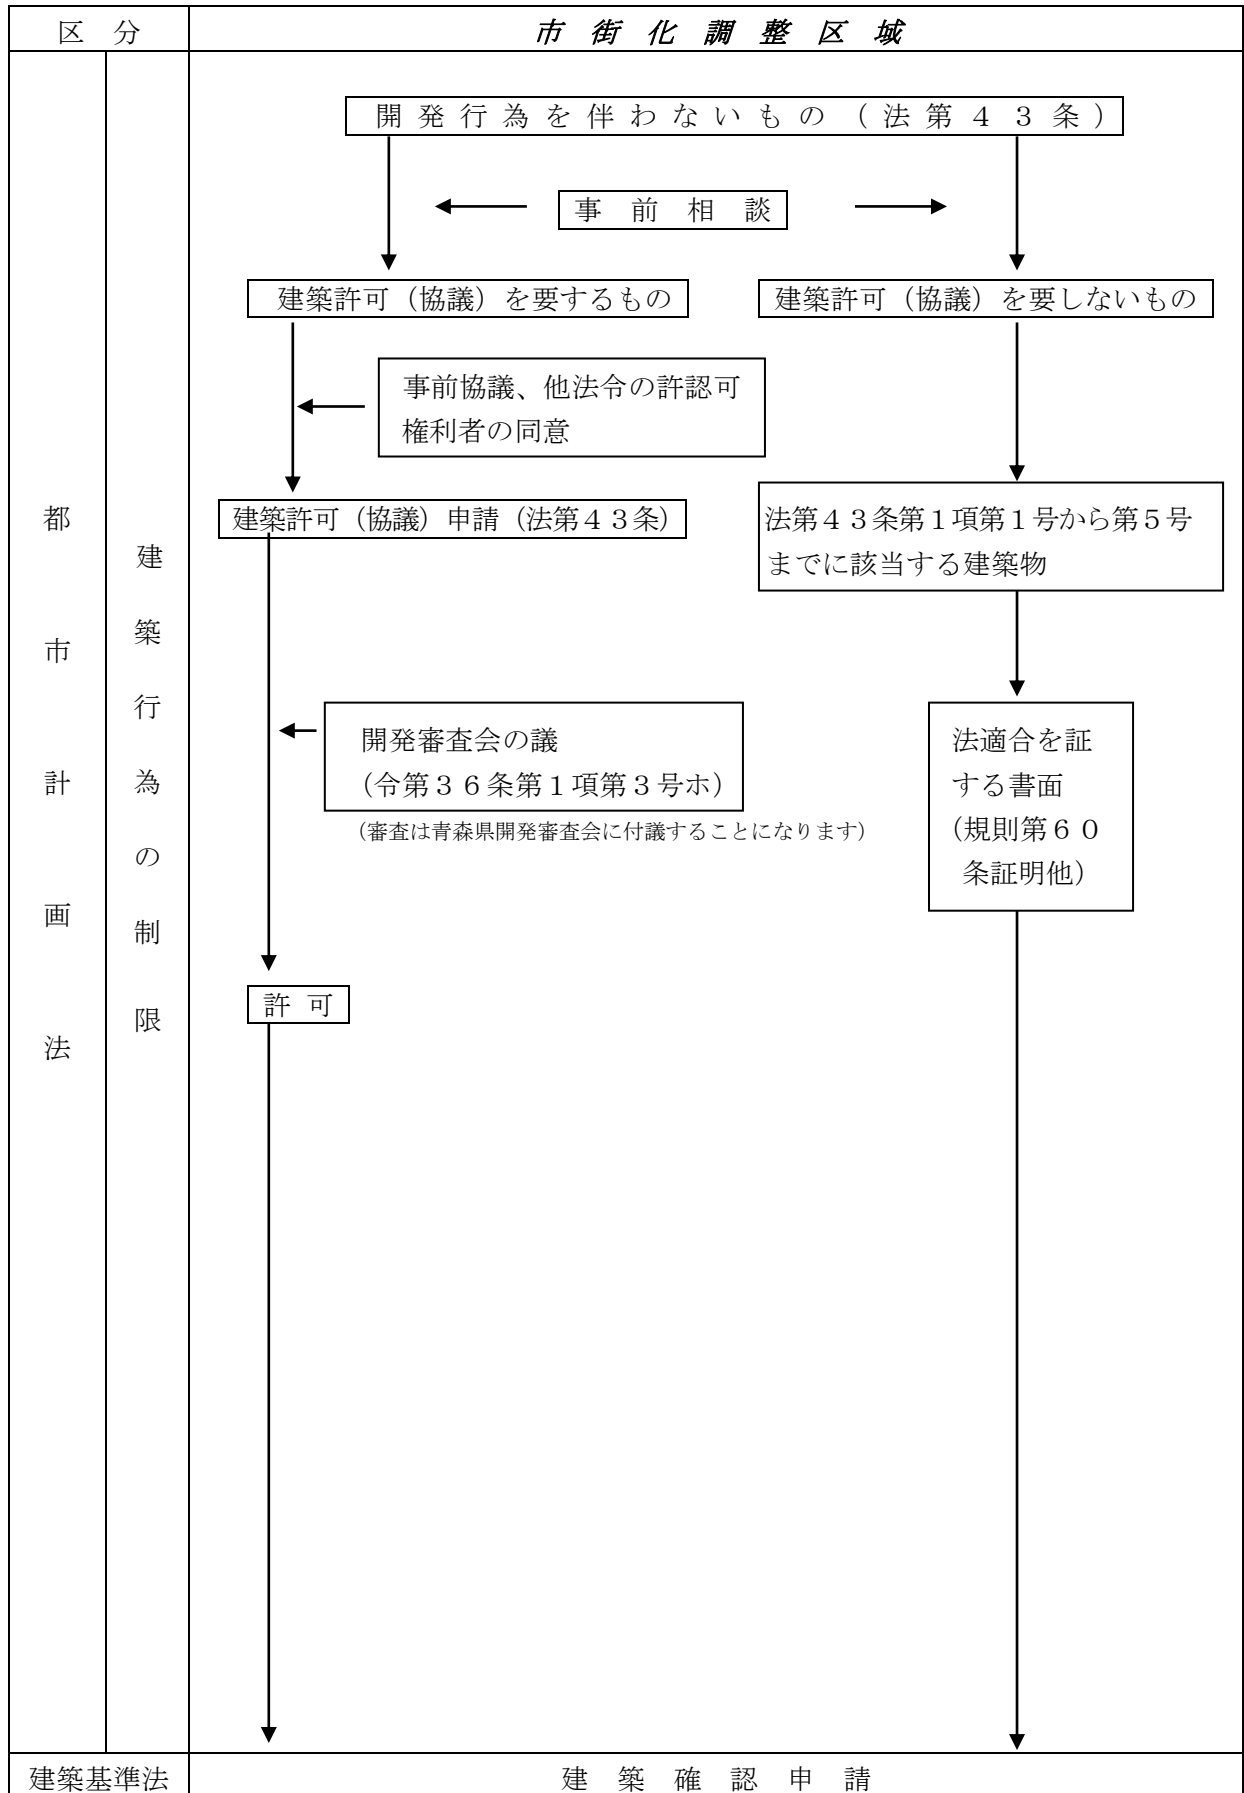 区 分
市 街 化 調 整 区 域
都市計画法
建築行為の制限
開発行為を伴わないもの（法第４３条）
事 前 相 談
建築許可（協議）を要するもの
建築許可（協議）を要しないもの
事前協議、他法令の許認可
権利者の同意
建築許可（協議）申請（法第４３条）
法第４３条第１項第１号から第５号
までに該当する建築物
開発審査会の議
（令第３６条第１項第３号ホ）
（審査は青森県開発審査会に付議することになります）
法適合を証
する書面
（規則第６０
条証明他）
許 可
建築基準法
建 築 確 認 申 請